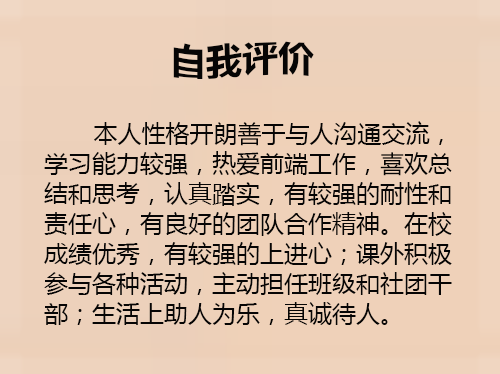 自我评价
本人性格开朗善于与人沟通交流，
学习能力较强，热爱前端工作，喜欢总
结和思考，认真踏实，有较强的耐性和
责任心，有良好的团队合作精神。在校
成绩优秀，有较强的上进心；课外积极
参与各种活动，主动担任班级和社团干
部；生活上助人为乐，真诚待人。